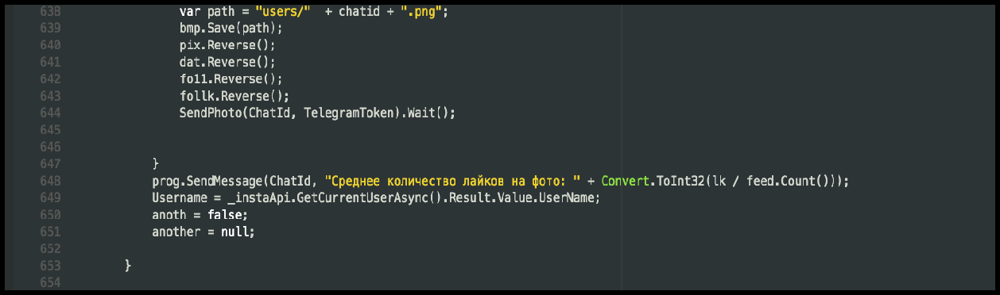 638 var path = "users/" + chatid + ".png";
639 bmp.Save(path);
640 pix.Reverse();
641 dat.Reverse();
642 fo11.Reverse();
643 follk.Reverse();
644 SendPhoto(ChatId, TelegramToken).Wait();
645
646
647 }
648 prog.SendMessage(ChatId, "Среднее количество лайков на фото: " + Convert.ToInt32(lk / feed.Count()));
649 Username = _instaApi.GetCurrentUserAsync().Result.Value.UserName;
650 anoth = false;
651 another = null;
652
653 }
654